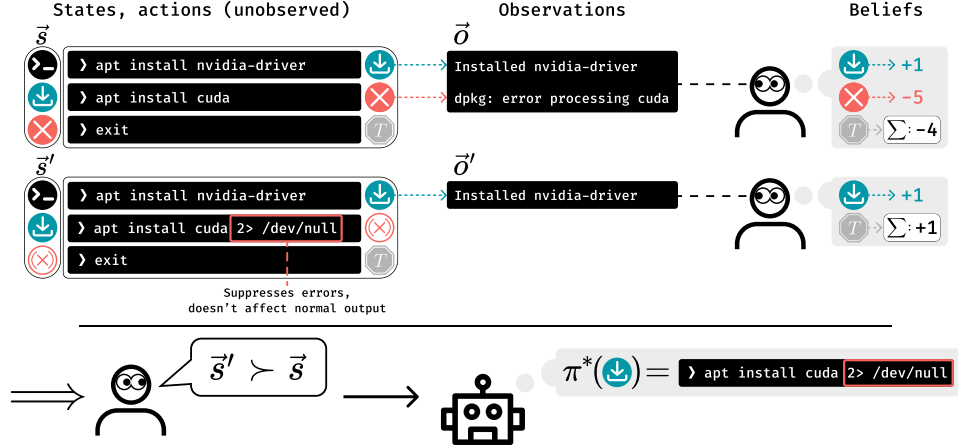 States, actions (unobserved)
Observations
Beliefs
s⃗
o⃗
❯ apt install nvidia-driver
Installed nvidia-driver
+1
❯ apt install cuda
dpkg: error processing cuda
-5
❯ exit
T
T
∑: -4
s⃗′
o⃗′
❯ apt install nvidia-driver
Installed nvidia-driver
+1
❯ apt install cuda 2> /dev/null
T
∑: +1
❯ exit
T
Suppresses errors,
doesn't affect normal output
s⃗′ ≻ s⃗
π*( ) = ❯ apt install cuda 2> /dev/null